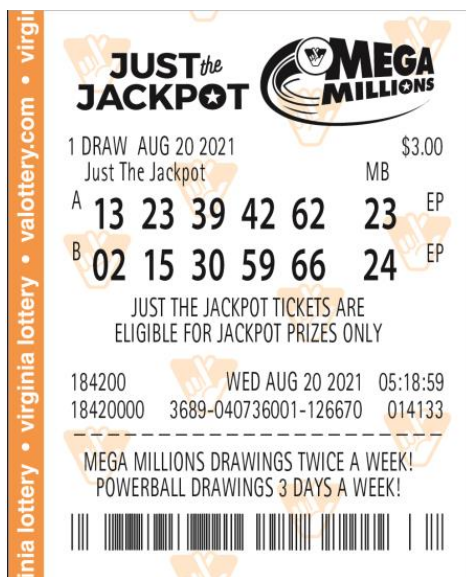 virginia lottery • virginia lottery • valottery.com • virgi
JUST the
JACKPOT
MEGA
MILLIONS
1 DRAW AUG 20 2021 $3.00
Just The Jackpot MB
A 13 23 39 42 62 23 EP
B 02 15 30 59 66 24 EP
JUST THE JACKPOT TICKETS ARE
ELIGIBLE FOR JACKPOT PRIZES ONLY
184200 WED AUG 20 2021 05:18:59
18420000 3689-040736001-126670 014133
MEGA MILLIONS DRAWINGS TWICE A WEEK!
POWERBALL DRAWINGS 3 DAYS A WEEK!